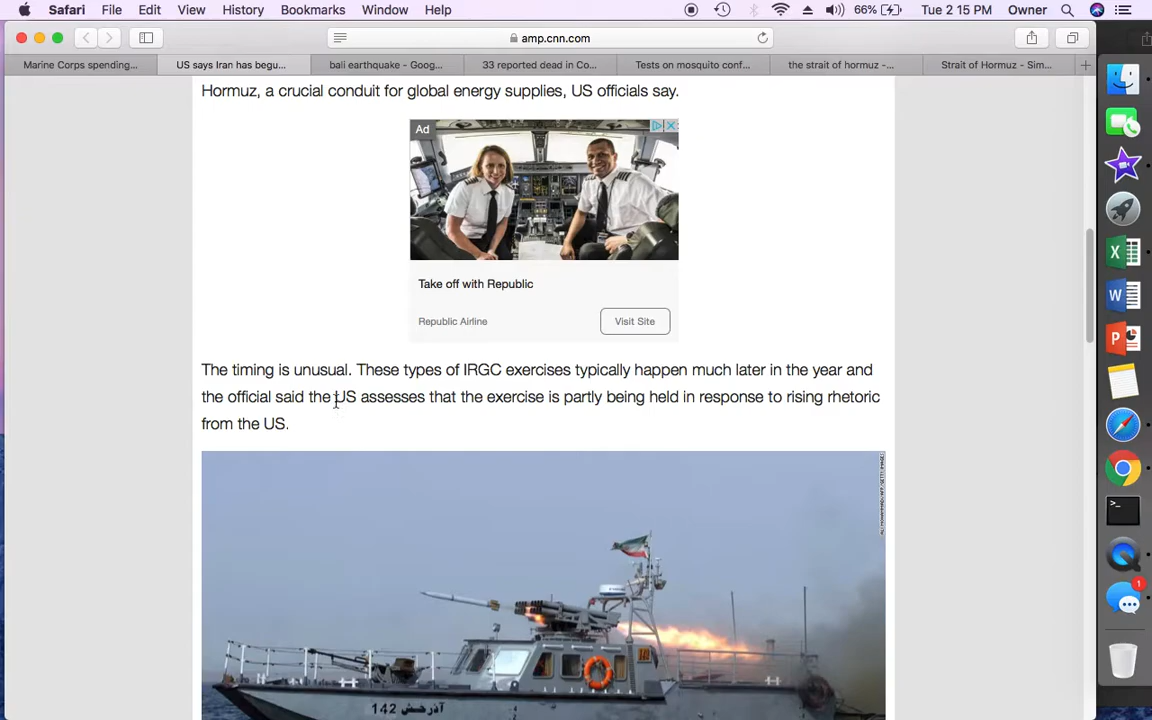 Safari File Edit View History Bookmarks Window Help 66% Tue 2 15 PM Owner
amp.cnn.com
Marine Corps spending... US says Iran has begu... bali earthquake - Goog... 33 reported dead in Co... Tests on mosquito conf... the strait of hormuz -... Strait of Hormuz - Sim...
Hormuz, a crucial conduit for global energy supplies, US officials say.
Ad
Take off with Republic
Republic Airline Visit Site
The timing is unusual. These types of IRGC exercises typically happen much later in the year and
the official said the US assesses that the exercise is partly being held in response to rising rhetoric
from the US.
آذرخش 142